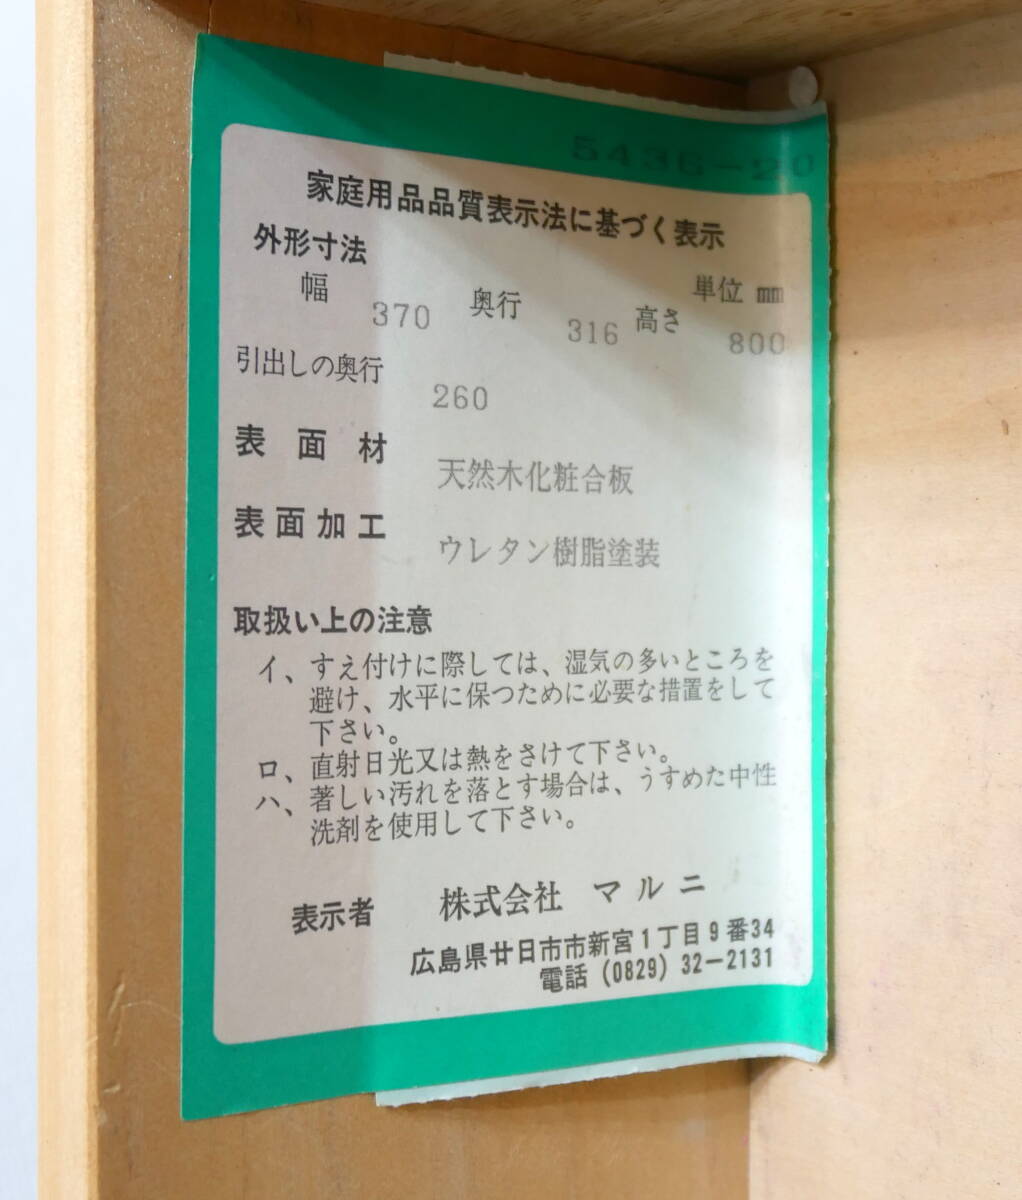 5436-20
家庭用品品質表示法に基づく表示
外形寸法
単位 mm
幅 370 奥行 316 高さ 800
引出しの奥行 260
表面材 天然木化粧合板
表面加工 ウレタン樹脂塗装
取扱い上の注意
イ、すえ付けに際しては、湿気の多いところを
避け、水平に保つために必要な措置をして
下さい。
ロ、直射日光又は熱をさけて下さい。
ハ、著しい汚れを落とす場合は、うすめた中性
洗剤を使用して下さい。
表示者 株式会社 マルニ
広島県廿日市市新宮1丁目9番34
電話 (0829) 32-2131